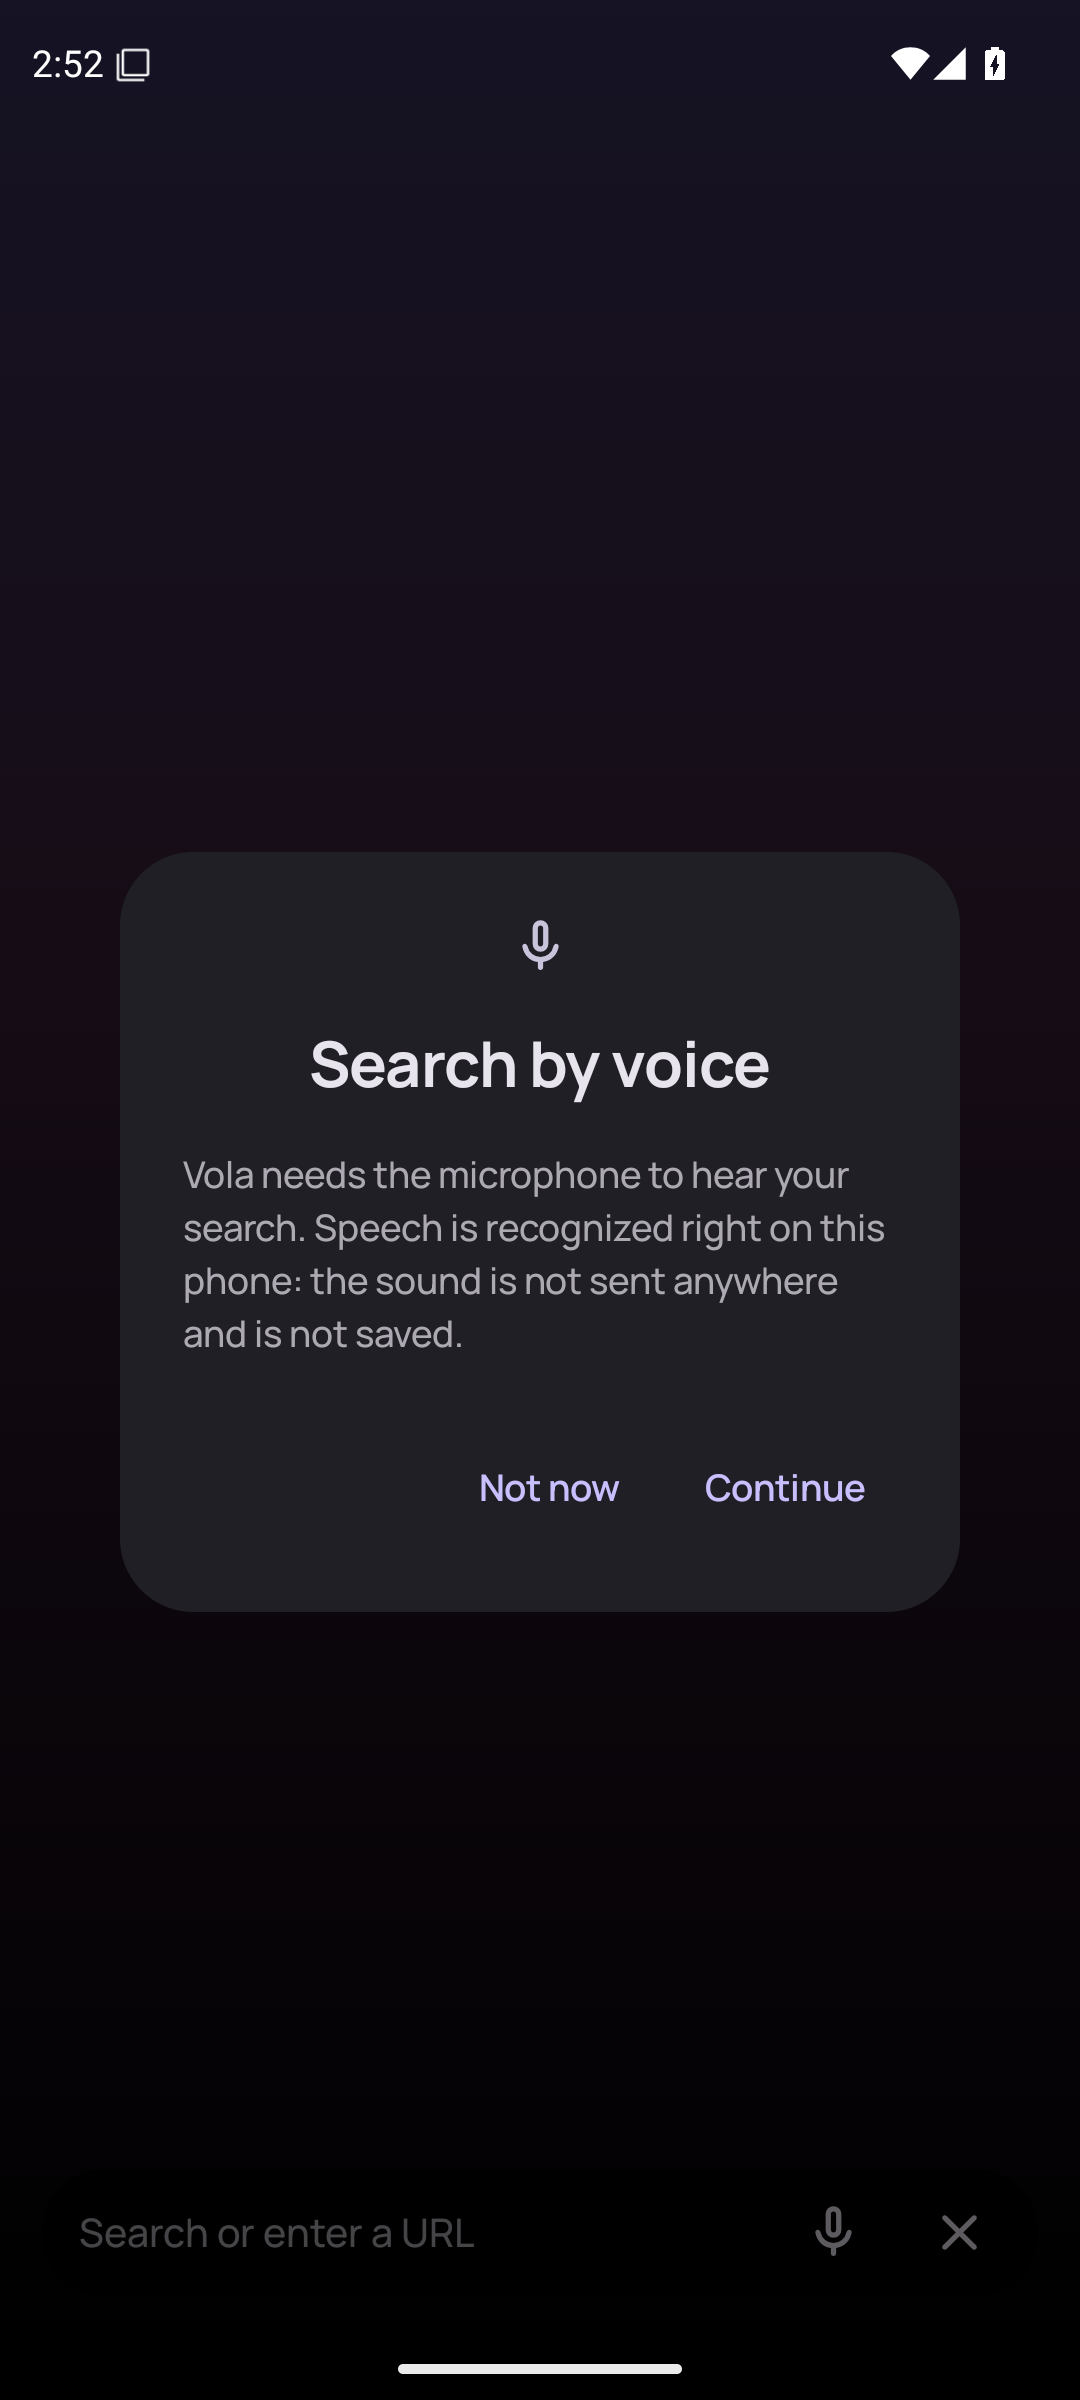 2:52
Search by voice
Vola needs the microphone to hear your
search. Speech is recognized right on this
phone: the sound is not sent anywhere
and is not saved.
Not now
Continue
Search or enter a URL